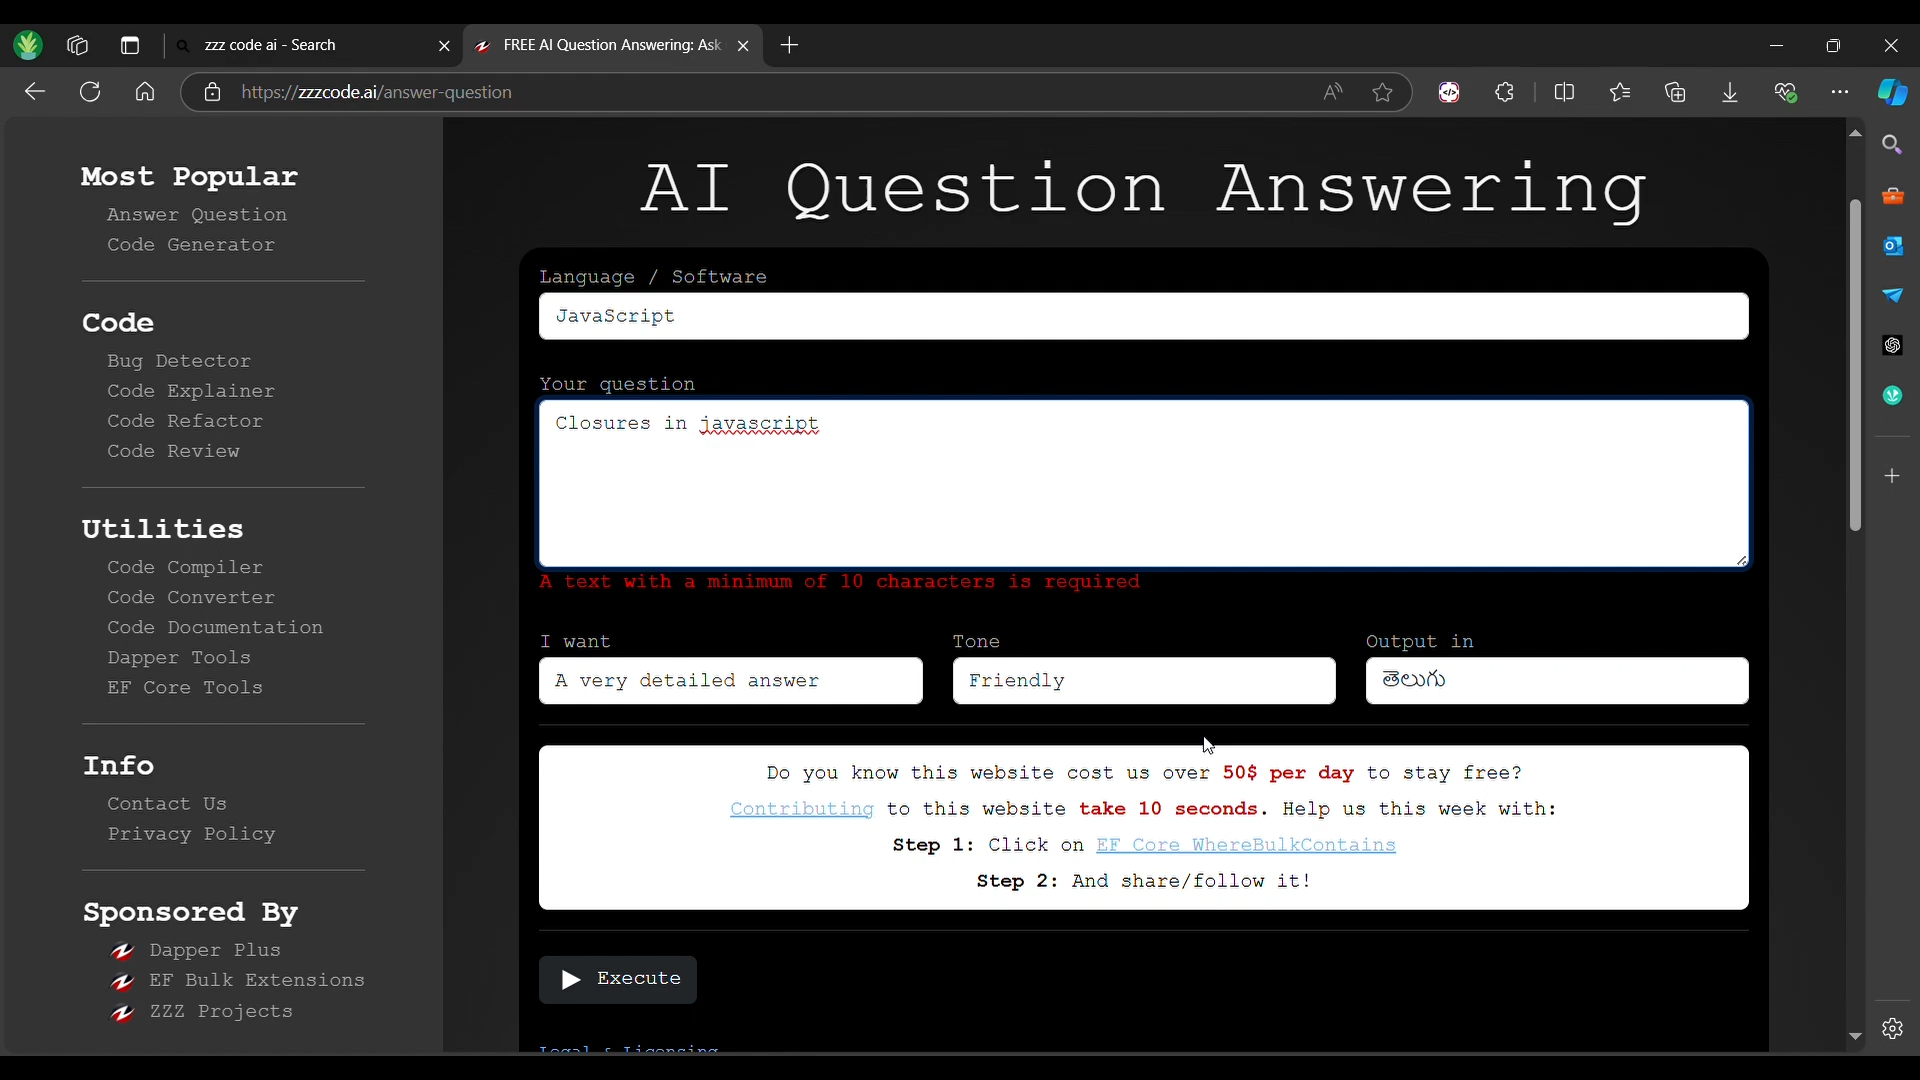 zzz code ai - Search
FREE AI Question Answering: Ask
https://zzzcode.ai/answer-question
Most Popular
Answer Question
Code Generator
Code
Bug Detector
Code Explainer
Code Refactor
Code Review
Utilities
Code Compiler
Code Converter
Code Documentation
Dapper Tools
EF Core Tools
Info
Contact Us
Privacy Policy
Sponsored By
Dapper Plus
EF Bulk Extensions
ZZZ Projects
AI Question Answering
Language / Software
JavaScript
Your question
Closures in javascript
A text with a minimum of 10 characters is required
I want
A very detailed answer
Tone
Friendly
Output in
తెలుగు
Do you know this website cost us over 50$ per day to stay free?
Contributing to this website take 10 seconds. Help us this week with:
Step 1: Click on EF Core WhereBulkContains
Step 2: And share/follow it!
Execute
Legal & Licensing